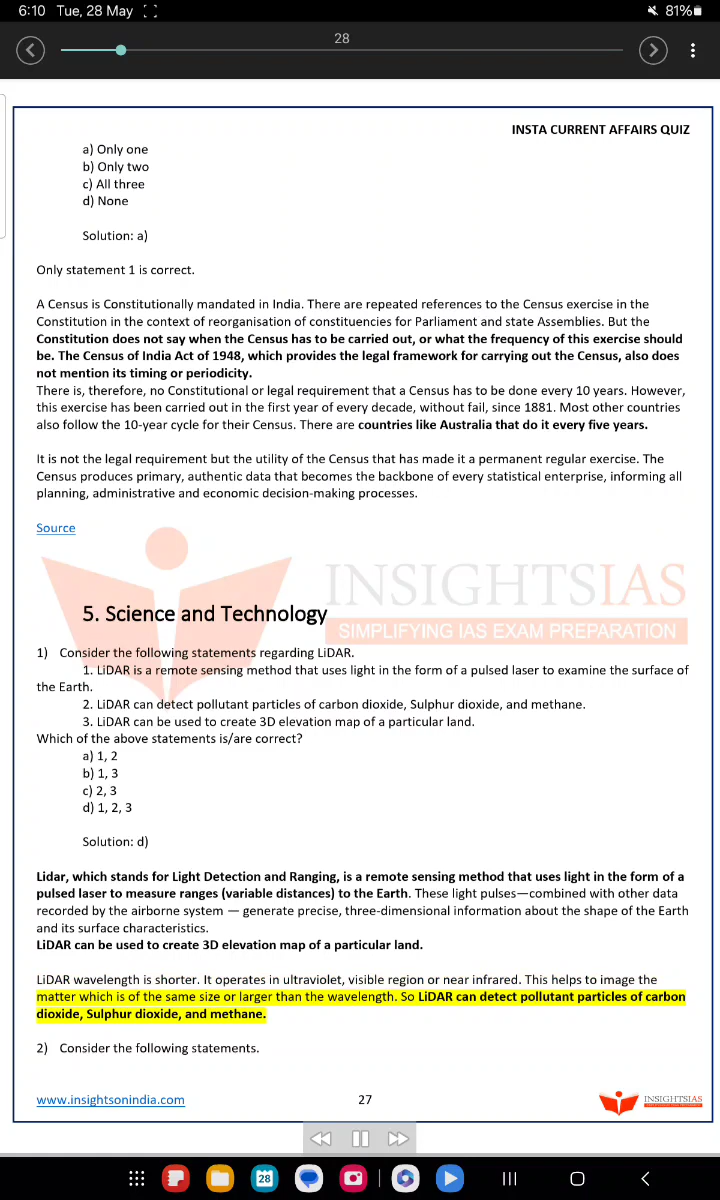 6:10 Tue, 28 May
81%
28
INSTA CURRENT AFFAIRS QUIZ
a) Only one
b) Only two
c) All three
d) None
Solution: a)
Only statement 1 is correct.
A Census is Constitutionally mandated in India. There are repeated references to the Census exercise in the
Constitution in the context of reorganisation of constituencies for Parliament and state Assemblies. But the
Constitution does not say when the Census has to be carried out, or what the frequency of this exercise should
be. The Census of India Act of 1948, which provides the legal framework for carrying out the Census, also does
not mention its timing or periodicity.
There is, therefore, no Constitutional or legal requirement that a Census has to be done every 10 years. However,
this exercise has been carried out in the first year of every decade, without fail, since 1881. Most other countries
also follow the 10-year cycle for their Census. There are countries like Australia that do it every five years.
It is not the legal requirement but the utility of the Census that has made it a permanent regular exercise. The
Census produces primary, authentic data that becomes the backbone of every statistical enterprise, informing all
planning, administrative and economic decision-making processes.
Source
INSIGHTSIAS
SIMPLIFYING IAS EXAM PREPARATION
5. Science and Technology
1) Consider the following statements regarding LiDAR.
1. LiDAR is a remote sensing method that uses light in the form of a pulsed laser to examine the surface of
the Earth.
2. LiDAR can detect pollutant particles of carbon dioxide, Sulphur dioxide, and methane.
3. LiDAR can be used to create 3D elevation map of a particular land.
Which of the above statements is/are correct?
a) 1, 2
b) 1, 3
c) 2, 3
d) 1, 2, 3
Solution: d)
Lidar, which stands for Light Detection and Ranging, is a remote sensing method that uses light in the form of a
pulsed laser to measure ranges (variable distances) to the Earth. These light pulses—combined with other data
recorded by the airborne system — generate precise, three-dimensional information about the shape of the Earth
and its surface characteristics.
LiDAR can be used to create 3D elevation map of a particular land.
LiDAR wavelength is shorter. It operates in ultraviolet, visible region or near infrared. This helps to image the
matter which is of the same size or larger than the wavelength. So LiDAR can detect pollutant particles of carbon
dioxide, Sulphur dioxide, and methane.
2) Consider the following statements.
www.insightsonindia.com
27
INSIGHTSIAS
28